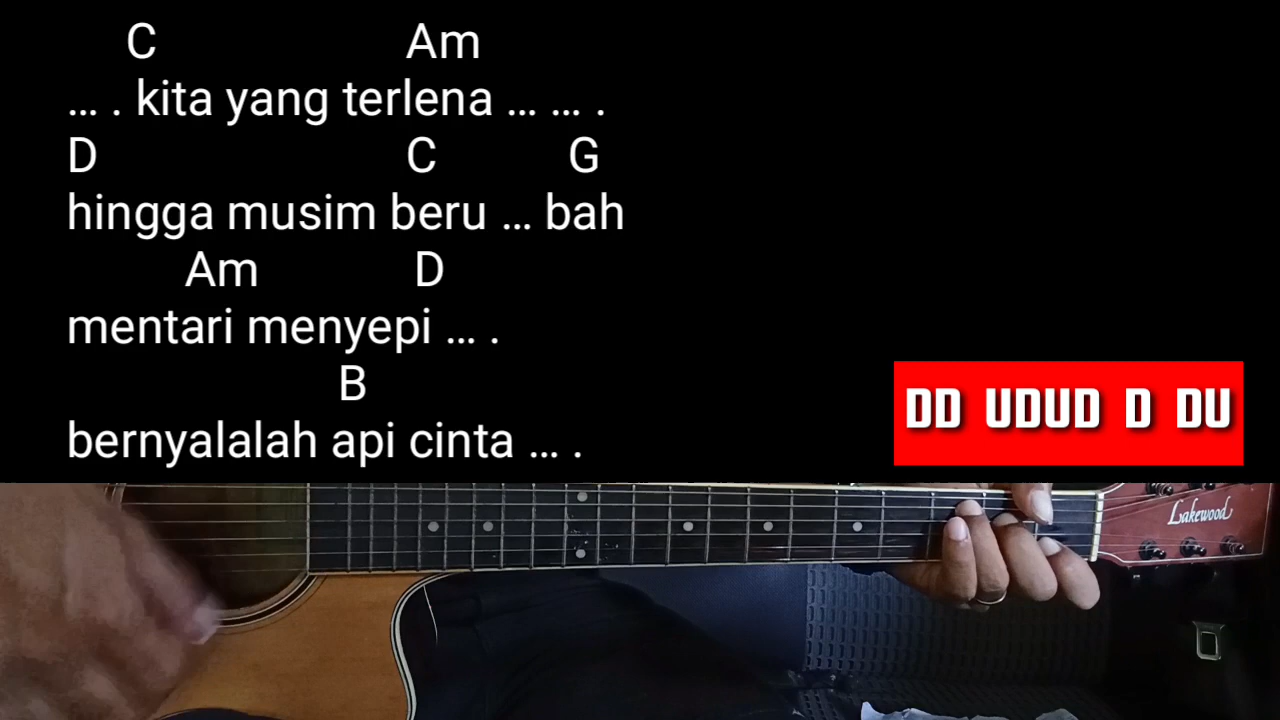 C Am
... . kita yang terlena ... ... .
D C G
hingga musim beru ... bah
Am D
mentari menyepi ... .
B
bernyalalah api cinta ... .
DD UDUD D DU
Lakewood